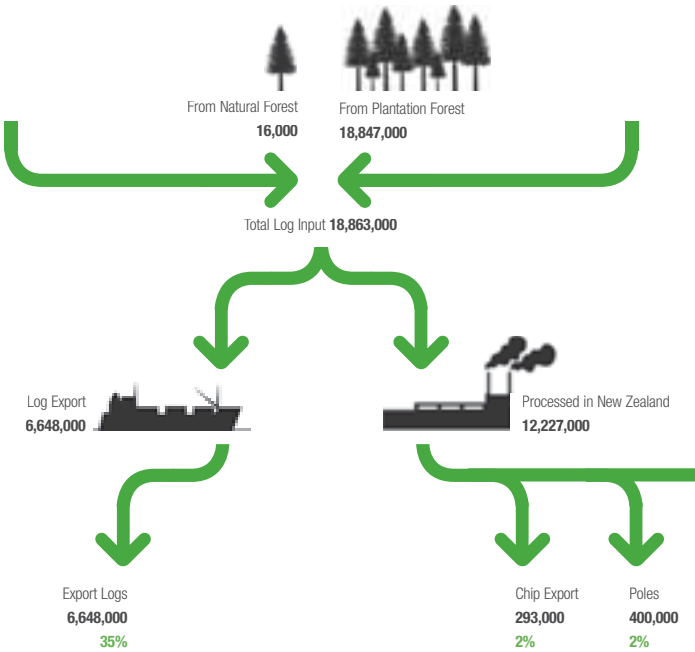 From Natural Forest
16,000
From Plantation Forest
18,847,000
Total Log Input 18,863,000
Log Export
6,648,000
Processed in New Zealand
12,227,000
Export Logs
6,648,000
35%
Chip Export
293,000
2%
Poles
400,000
2%